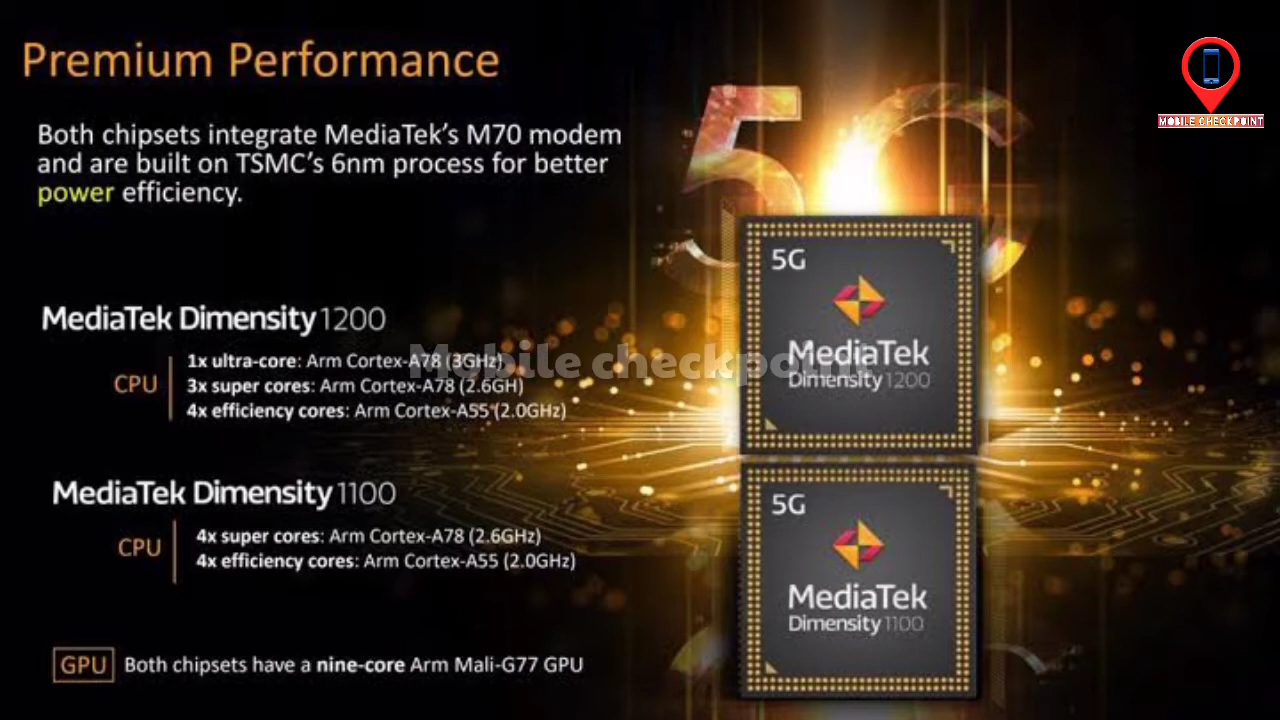 Premium Performance
MOBILE CHECKPOINT
Both chipsets integrate MediaTek's M70 modem
and are built on TSMC's 6nm process for better
power efficiency.
5G
5G
MediaTek
Dimensity 1200
MediaTek Dimensity 1200
CPU
1x ultra-core: Arm Cortex-A78 (3GHz)
3x super cores: Arm Cortex-A78 (2.6GH)
4x efficiency cores: Arm Cortex-A55 (2.0GHz)
Mobile checkpoint
MediaTek Dimensity 1100
CPU
4x super cores: Arm Cortex-A78 (2.6GHz)
4x efficiency cores: Arm Cortex-A55 (2.0GHz)
5G
MediaTek
Dimensity 1100
GPU Both chipsets have a nine-core Arm Mali-G77 GPU